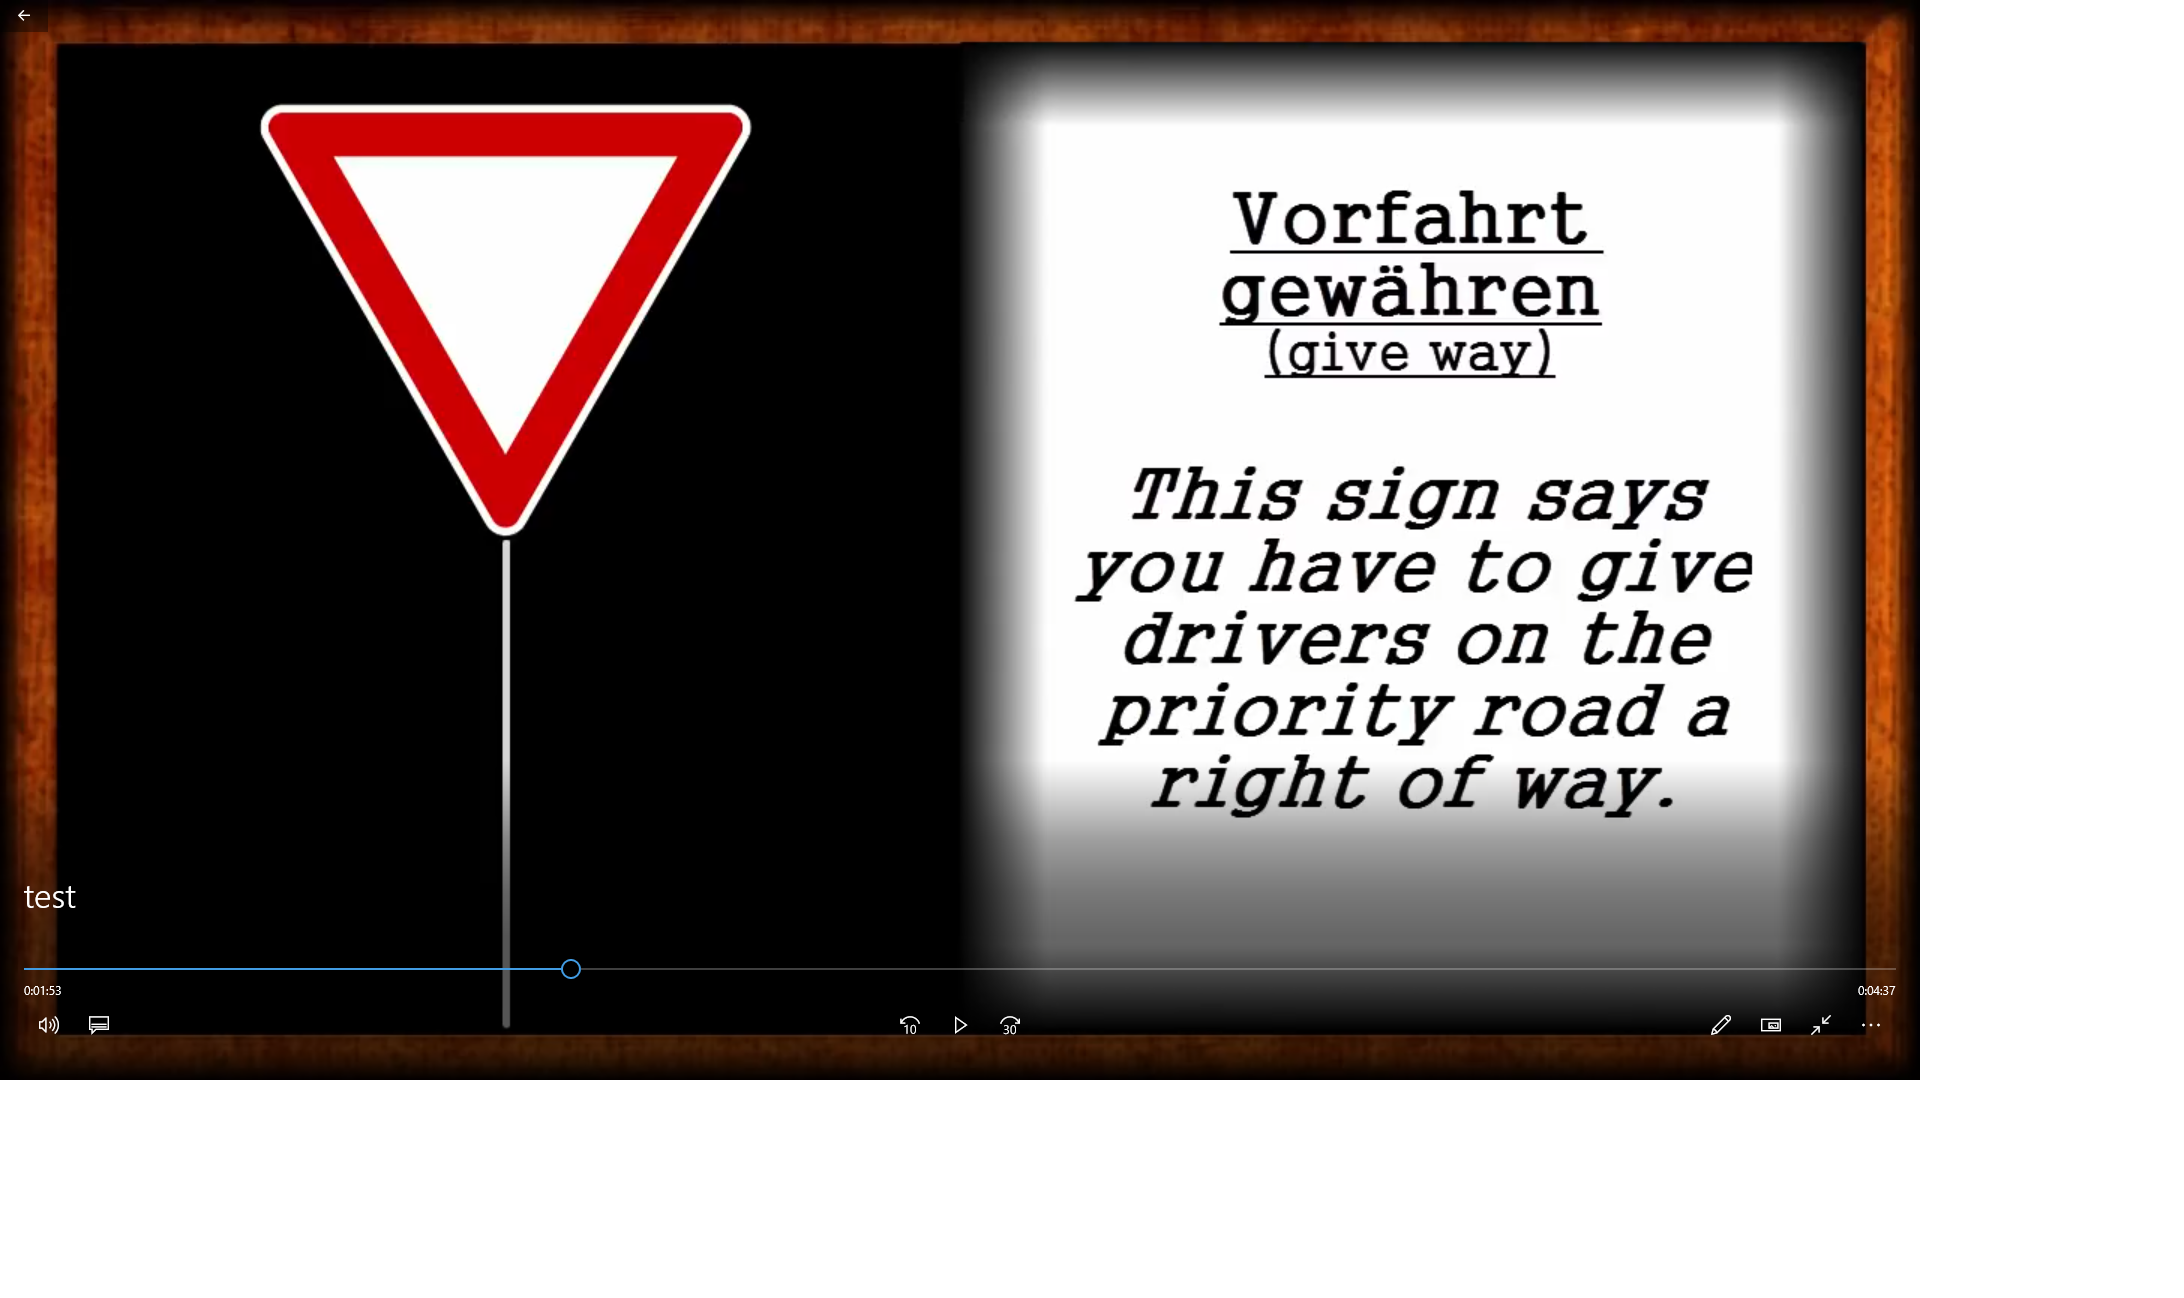 Vorfahrt
gewähren
(give way)
This sign says
you have to give
drivers on the
priority road a
right of way.
test
0:01:53
0:04:37
10
30